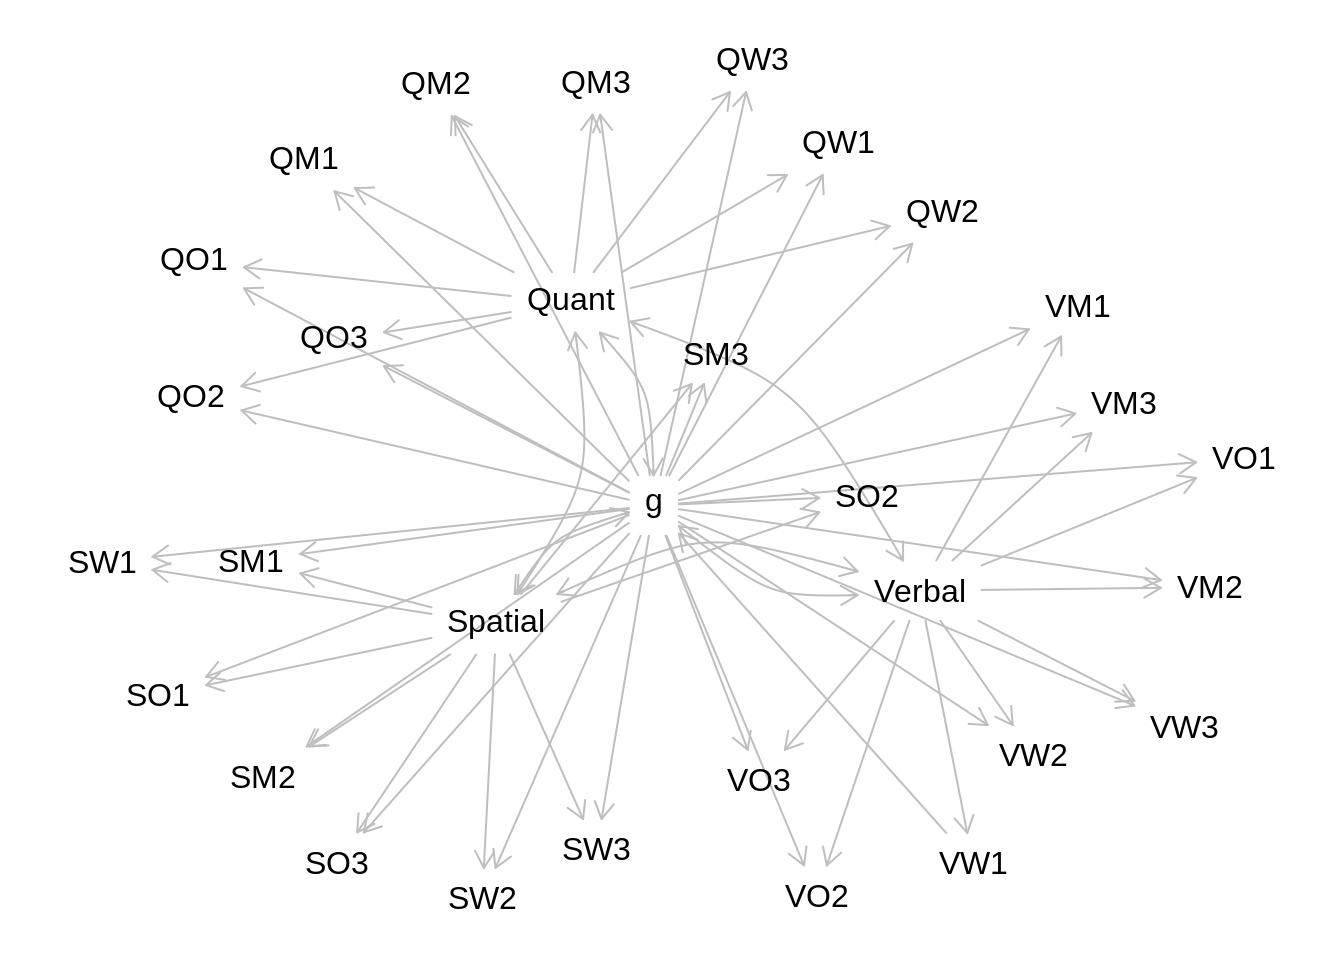 QW3
QM2
QM3
QW1
QM1
QW2
QO1
Quant
VM1
QO3
SM3
QO2
VM3
VO1
SO2
g
SW1
SM1
VM2
Verbal
Spatial
SO1
VW3
VW2
SM2
VO3
SW3
SO3
VW1
VO2
SW2